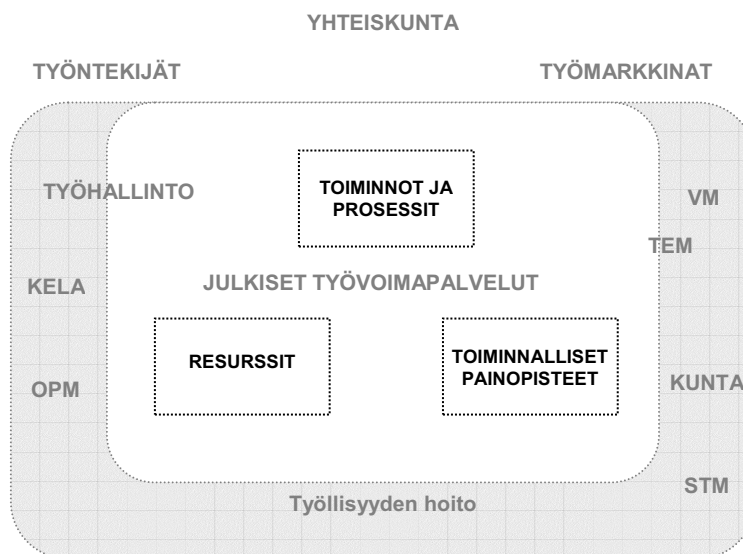 YHTEISKUNTA
TYÖNTEKIJÄT
TYÖMARKKINAT
TYÖHALLINTO
TOIMINNOT JA
PROSESSIT
VM
TEM
KELA
JULKISET TYÖVOIMAPALVELUT
RESURSSIT
TOIMINNALLISET
PAINOPISTEET
OPM
KUNTA
STM
Työllisyyden hoito